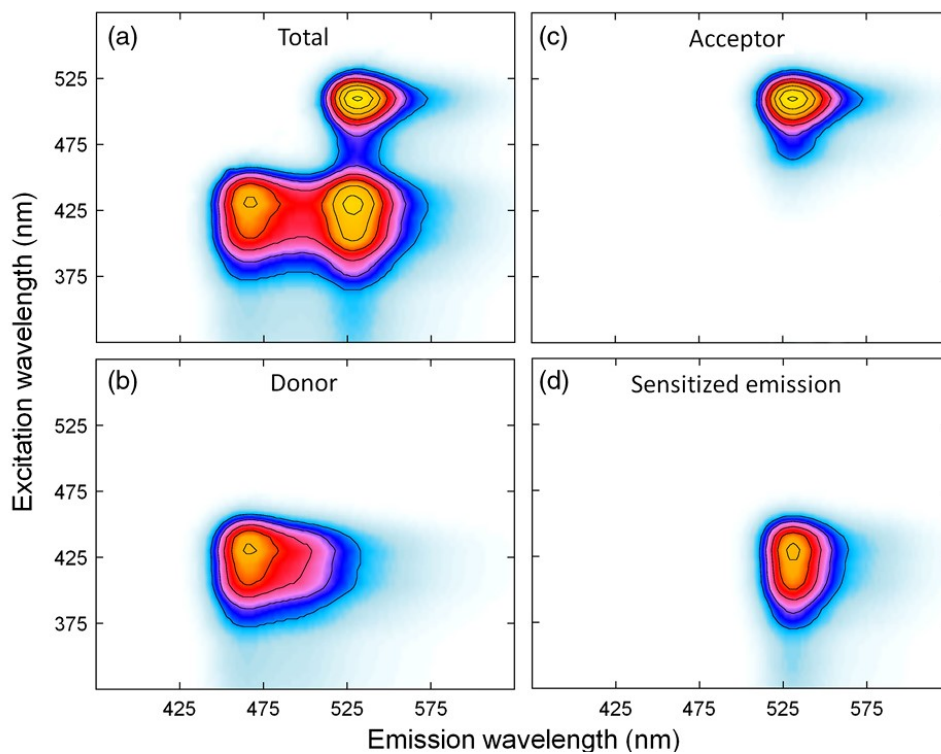 (a) Total
525
475
425
375
(c) Acceptor
(b) Donor
525
475
425
375
425 475 525 575
(d) Sensitized emission
425 475 525 575
Excitation wavelength (nm)
Emission wavelength (nm)